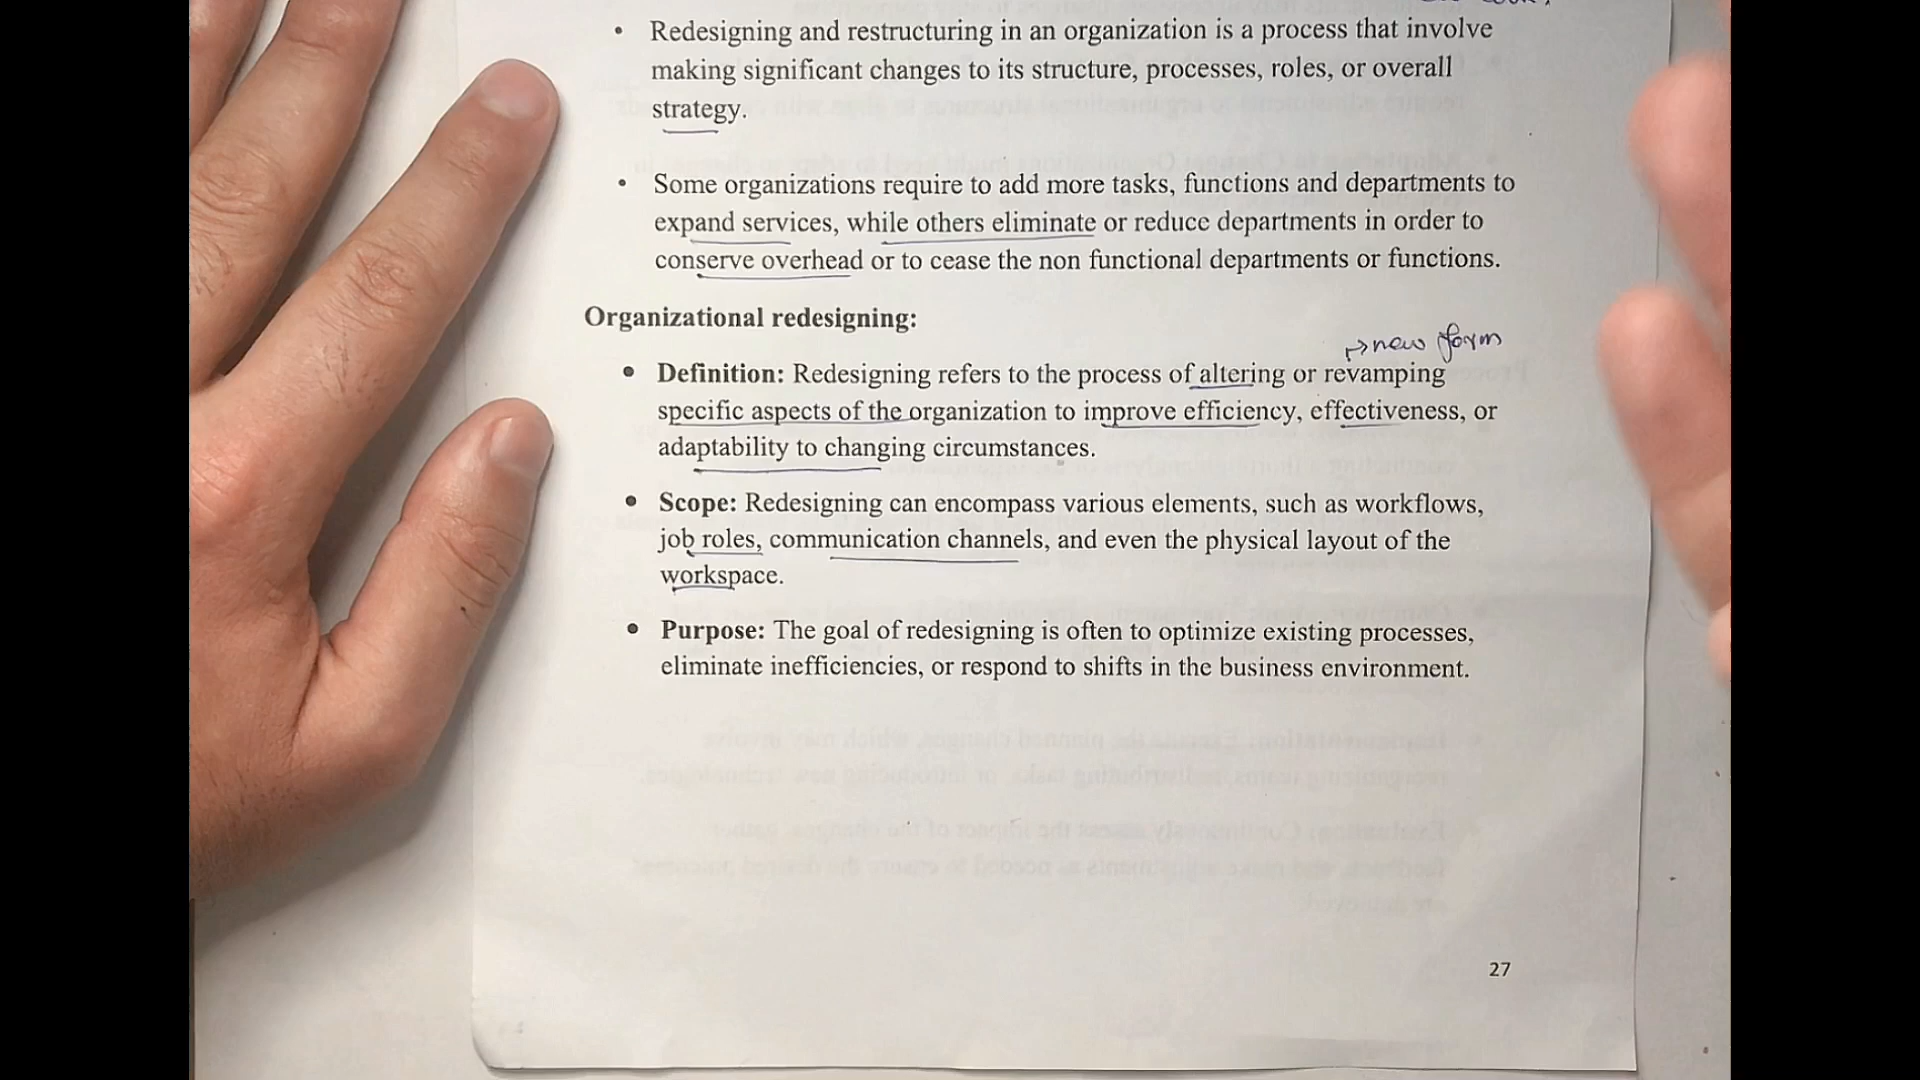 • Redesigning and restructuring in an organization is a process that involve
making significant changes to its structure, processes, roles, or overall
strategy.
• Some organizations require to add more tasks, functions and departments to
expand services, while others eliminate or reduce departments in order to
conserve overhead or to cease the non functional departments or functions.
Organizational redesigning:
→ new form
• Definition: Redesigning refers to the process of altering or revamping
specific aspects of the organization to improve efficiency, effectiveness, or
adaptability to changing circumstances.
• Scope: Redesigning can encompass various elements, such as workflows,
job roles, communication channels, and even the physical layout of the
workspace.
• Purpose: The goal of redesigning is often to optimize existing processes,
eliminate inefficiencies, or respond to shifts in the business environment.
27